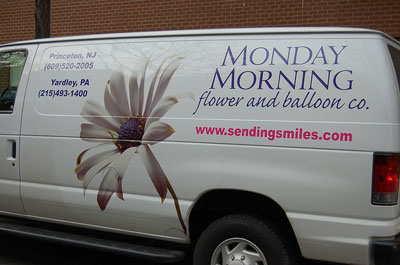 Princeton, NJ
(609)520-2005
Yardley, PA
(215)493-1400
MONDAY
MORNING
flower and balloon co.
www.sendingsmiles.com